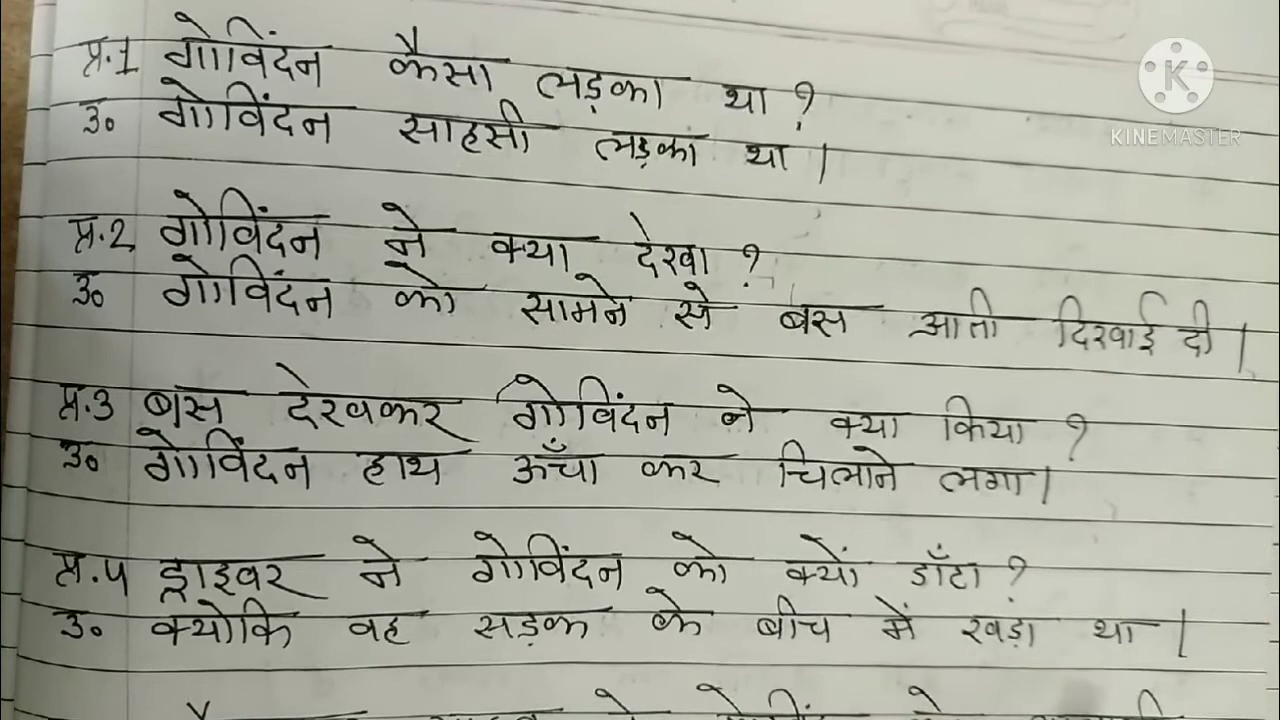 प्र.1 गोविंदन कैसा लड़का था ?
उ० गोविंदन साहसी लड़का था |
प्र.2 गोविंदन ने क्या देखा ?
उ० गोविंदन को सामने से बस आती दिखाई दी |
प्र.3 बस देखकर गोविंदन ने क्या किया ?
उ० गोविंदन हाथ ऊँचा कर चिलाने लगा |
प्र.4 ड्राइवर ने गोविंदन को क्यों डाँटा ?
उ० क्योकि वह सड़क के बीच में खड़ा था |
KINEMASTER